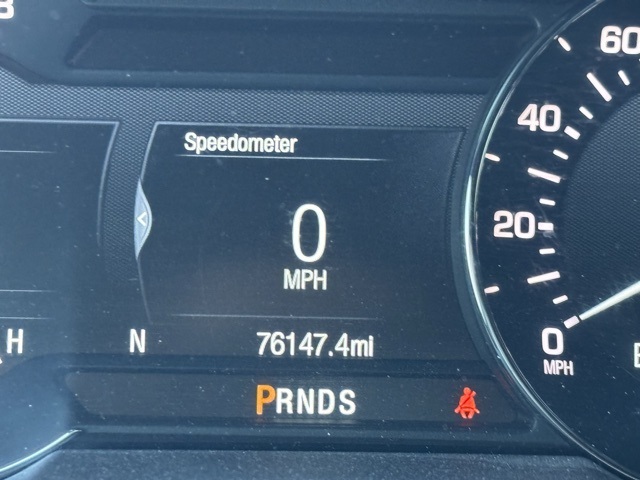 Speedometer
0
MPH
H
N
76147.4mi
PRNDS
60
40
20
0
MPH